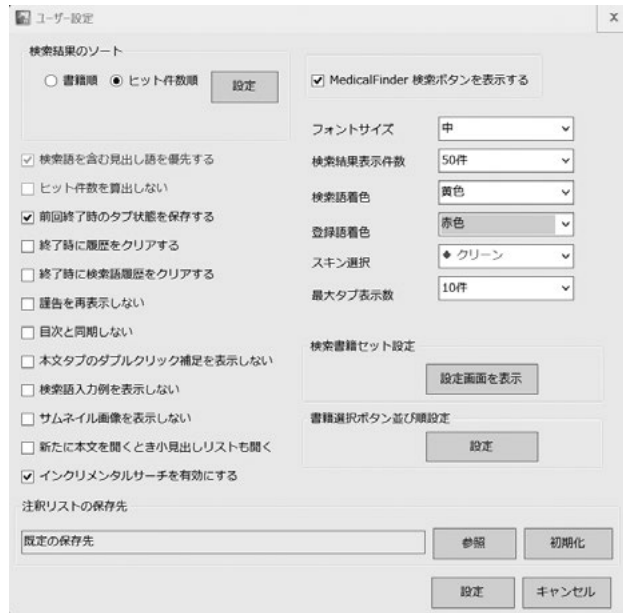 ユーザー設定
x
検索結果のソート
書籍順 ヒット件数順 設定
MedicalFinder 検索ボタンを表示する
検索語を含む見出し語を優先する
ヒット件数を算出しない
前回終了時のタブ状態を保存する
終了時に履歴をクリアする
終了時に検索語履歴をクリアする
謹告を再表示しない
目次と同期しない
本文タブのダブルクリック補足を表示しない
検索語入力例を表示しない
サムネイル画像を表示しない
新たに本文を開くとき小見出しリストも開く
インクリメンタルサーチを有効にする
フォントサイズ 中
検索結果表示件数 50件
検索語着色 黄色
登録語着色 赤色
スキン選択 クリーン
最大タブ表示数 10件
検索書籍セット設定
設定画面を表示
書籍選択ボタン並び順設定
設定
注釈リストの保存先
既定の保存先 参照 初期化
設定 キャンセル